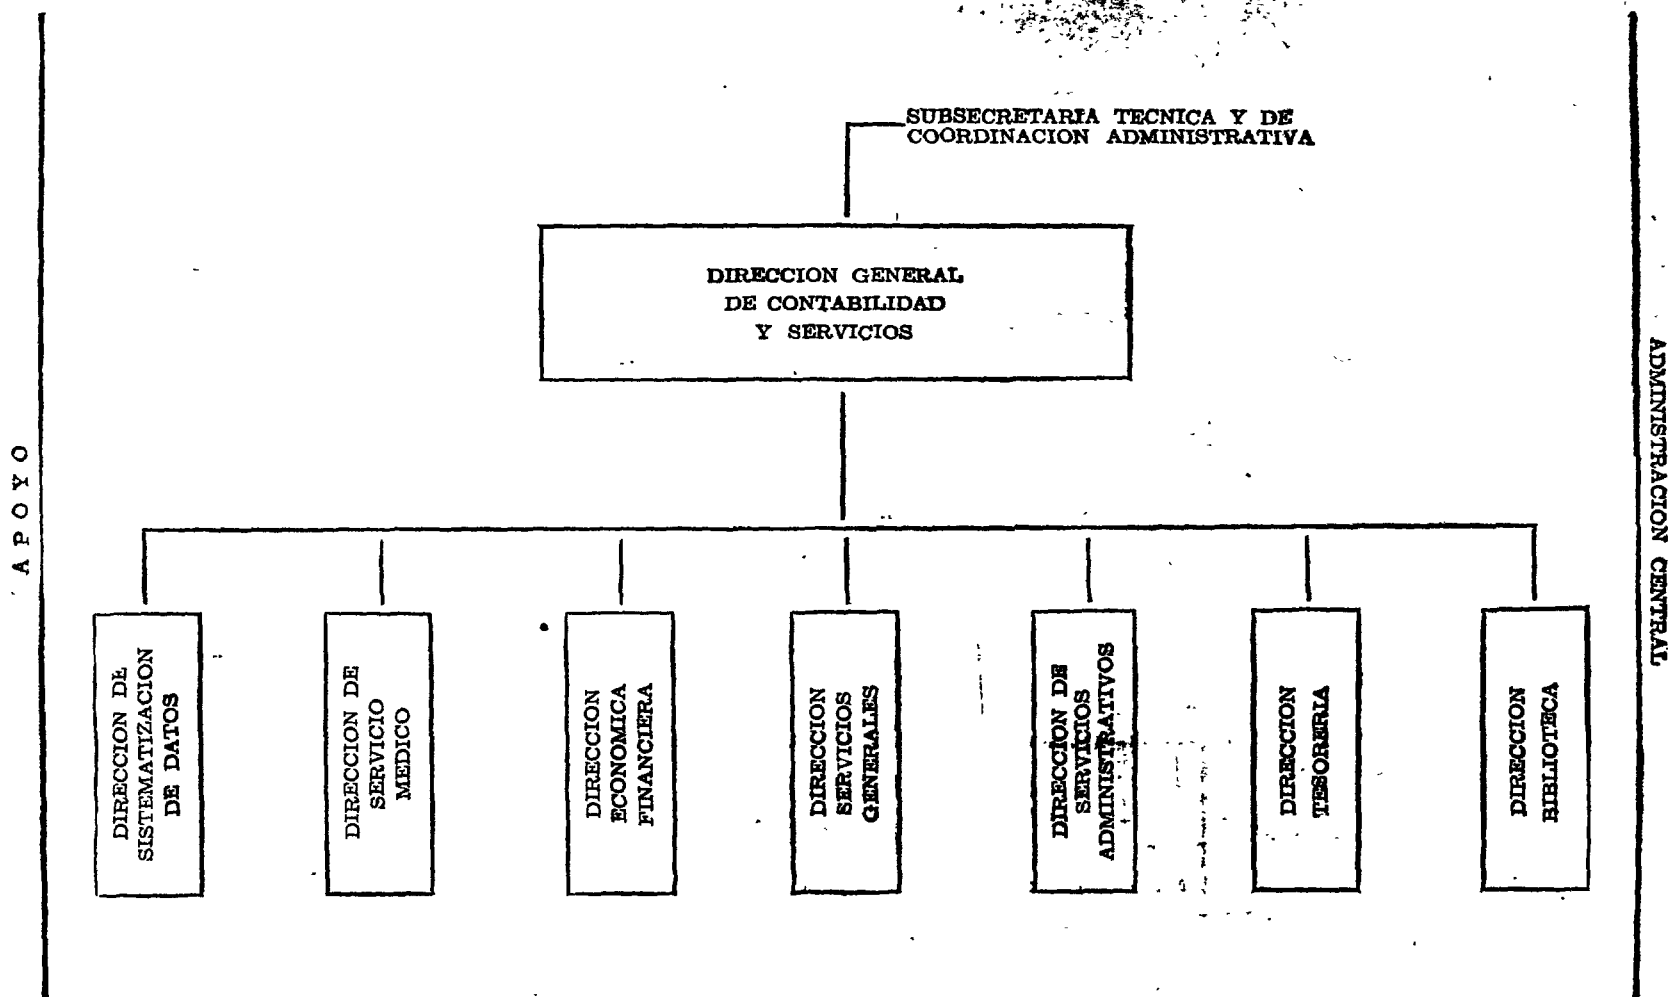 SUBSECRETARIA TECNICA Y DE
COORDINACION ADMINISTRATIVA
DIRECCION GENERAL
DE CONTABILIDAD
Y SERVICIOS
APOYO
ADMINISTRACION CENTRAL
DIRECCION DE
SISTEMATIZACION
DE DATOS
DIRECCION DE
SERVICIO
MEDICO
DIRECCION
ECONOMICA
FINANCIERA
DIRECCION
SERVICIOS
GENERALES
DIRECCION DE
SERVICIOS
ADMINISTRATIVOS
DIRECCION
TESORERIA
DIRECCION
BIBLIOTECA